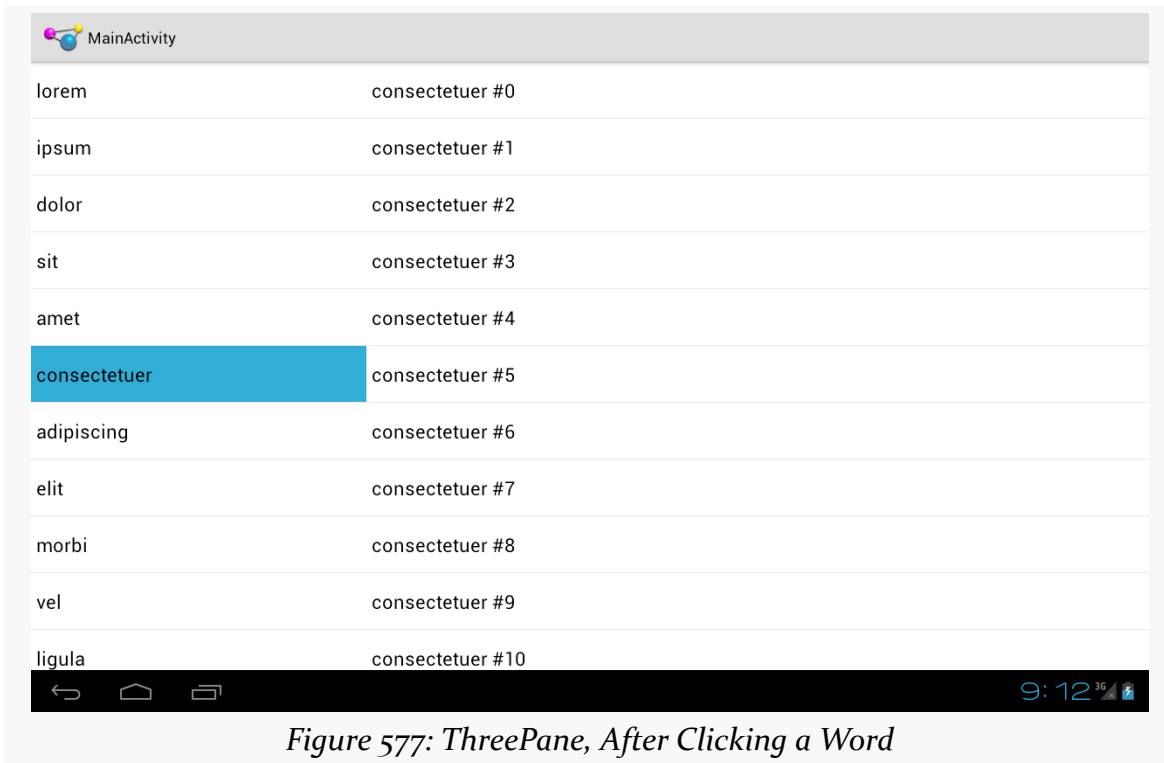 MainActivity
lorem consectetuer #0
ipsum consectetuer #1
dolor consectetuer #2
sit consectetuer #3
amet consectetuer #4
consectetuer consectetuer #5
adipiscing consectetuer #6
elit consectetuer #7
morbi consectetuer #8
vel consectetuer #9
ligula consectetuer #10
9:12 3G
Figure 577: ThreePane, After Clicking a Word